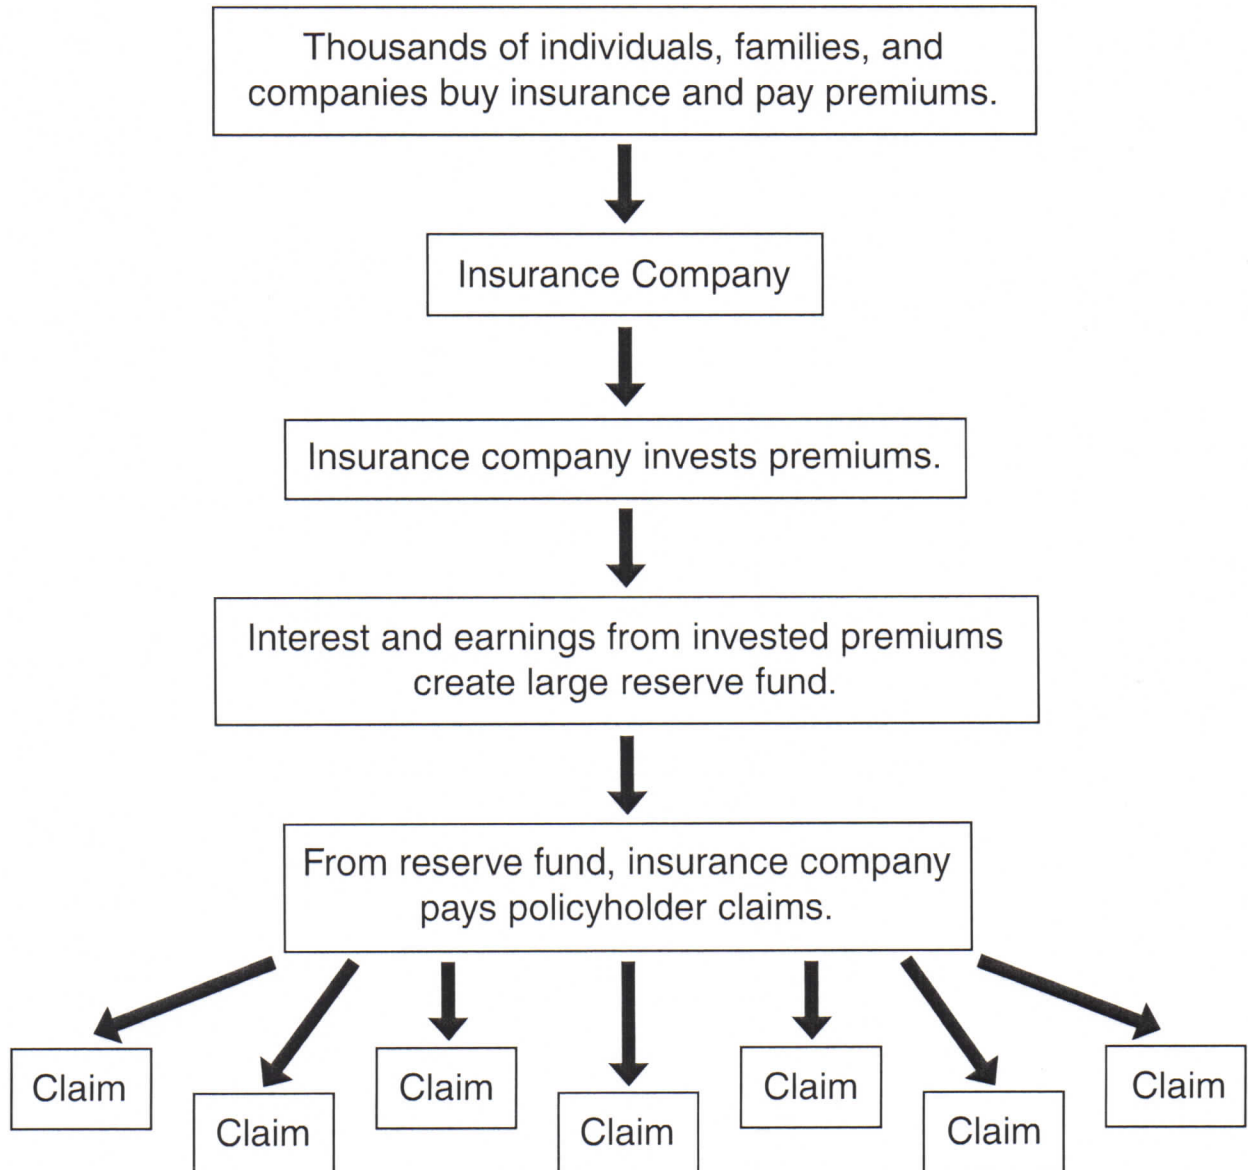 Thousands of individuals, families, and
companies buy insurance and pay premiums.
Insurance Company
Insurance company invests premiums.
Interest and earnings from invested premiums
create large reserve fund.
From reserve fund, insurance company
pays policyholder claims.
Claim
Claim
Claim
Claim
Claim
Claim
Claim